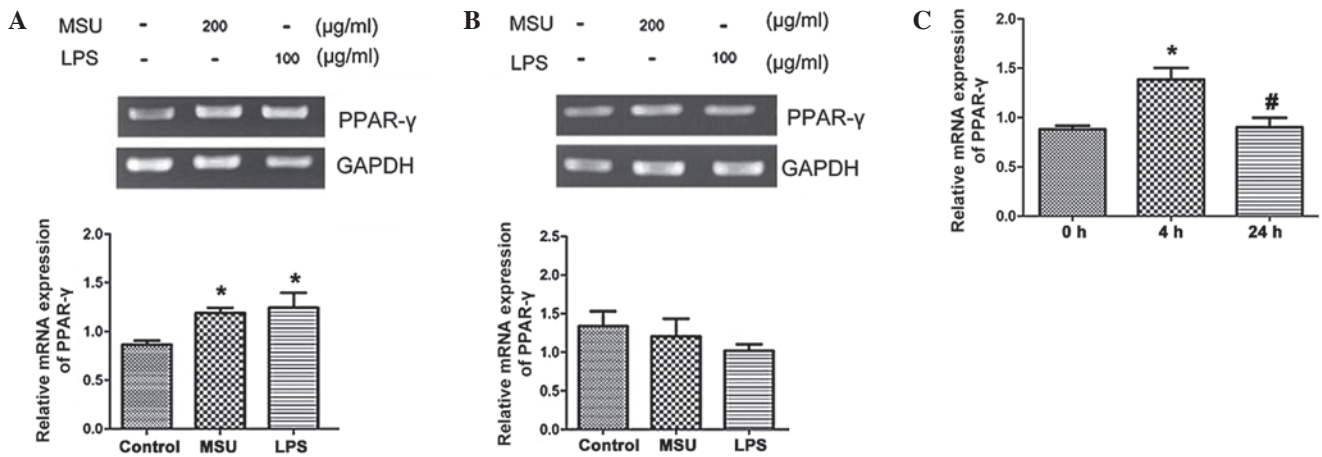 A
MSU - 200 - (μg/ml)
LPS - - 100 (μg/ml)
PPAR-γ
GAPDH
Relative mRNA expression
of PPAR-γ
2.0
1.5
1.0
0.5
0.0
* *
Control MSU LPS
B
MSU - 200 - (μg/ml)
LPS - - 100 (μg/ml)
PPAR-γ
GAPDH
Relative mRNA expression
of PPAR-γ
2.5
2.0
1.5
1.0
0.5
0.0
Control MSU LPS
C
Relative mRNA expression
of PPAR-γ
2.0
1.5
1.0
0.5
0.0
*
#
0 h 4 h 24 h